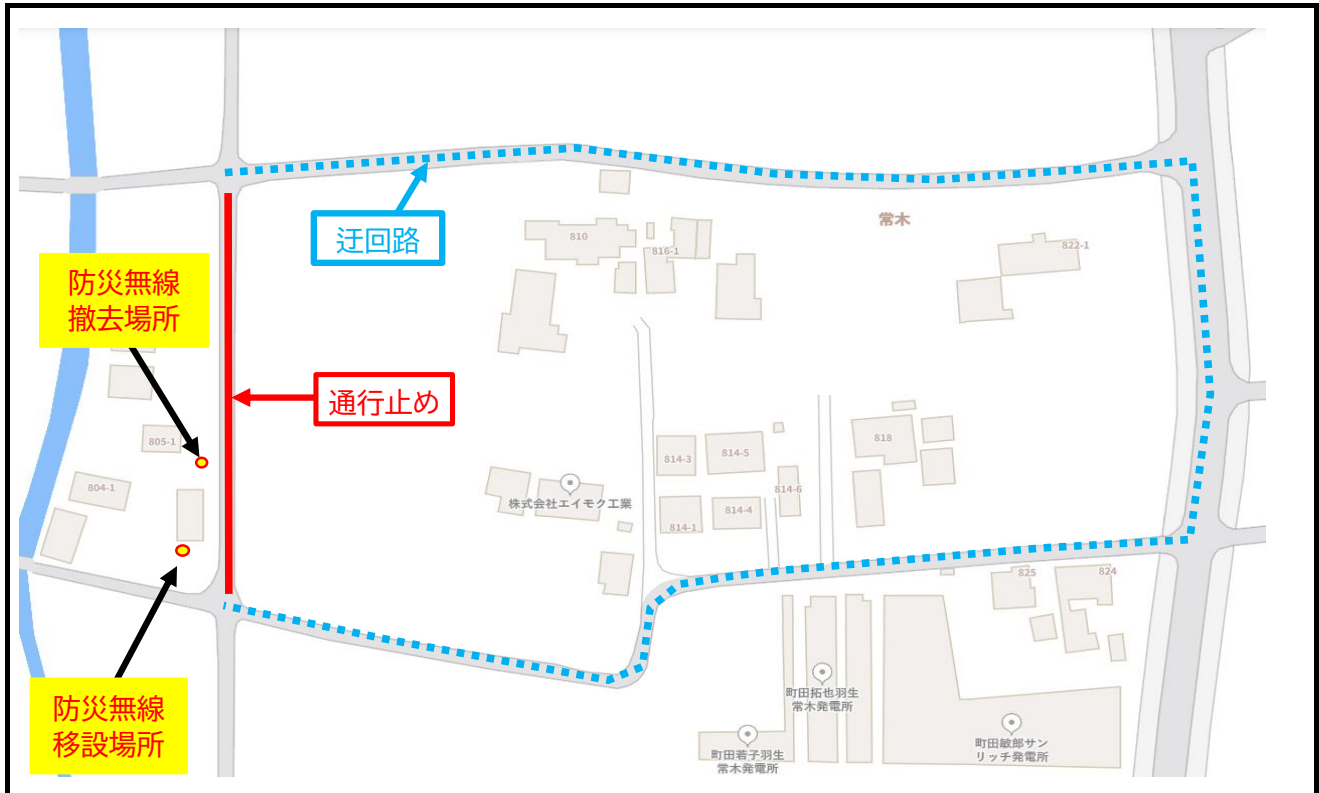 常木
810
816-1
822-1
迂回路
防災無線
撤去場所
通行止め
805-1
804-1
814-3
814-5
818
814-6
株式会社エイモク工業
814-1
814-4
825
824
町田拓也羽生
常木発電所
防災無線
移設場所
町田若子羽生
常木発電所
町田敏郎サン
リッチ発電所